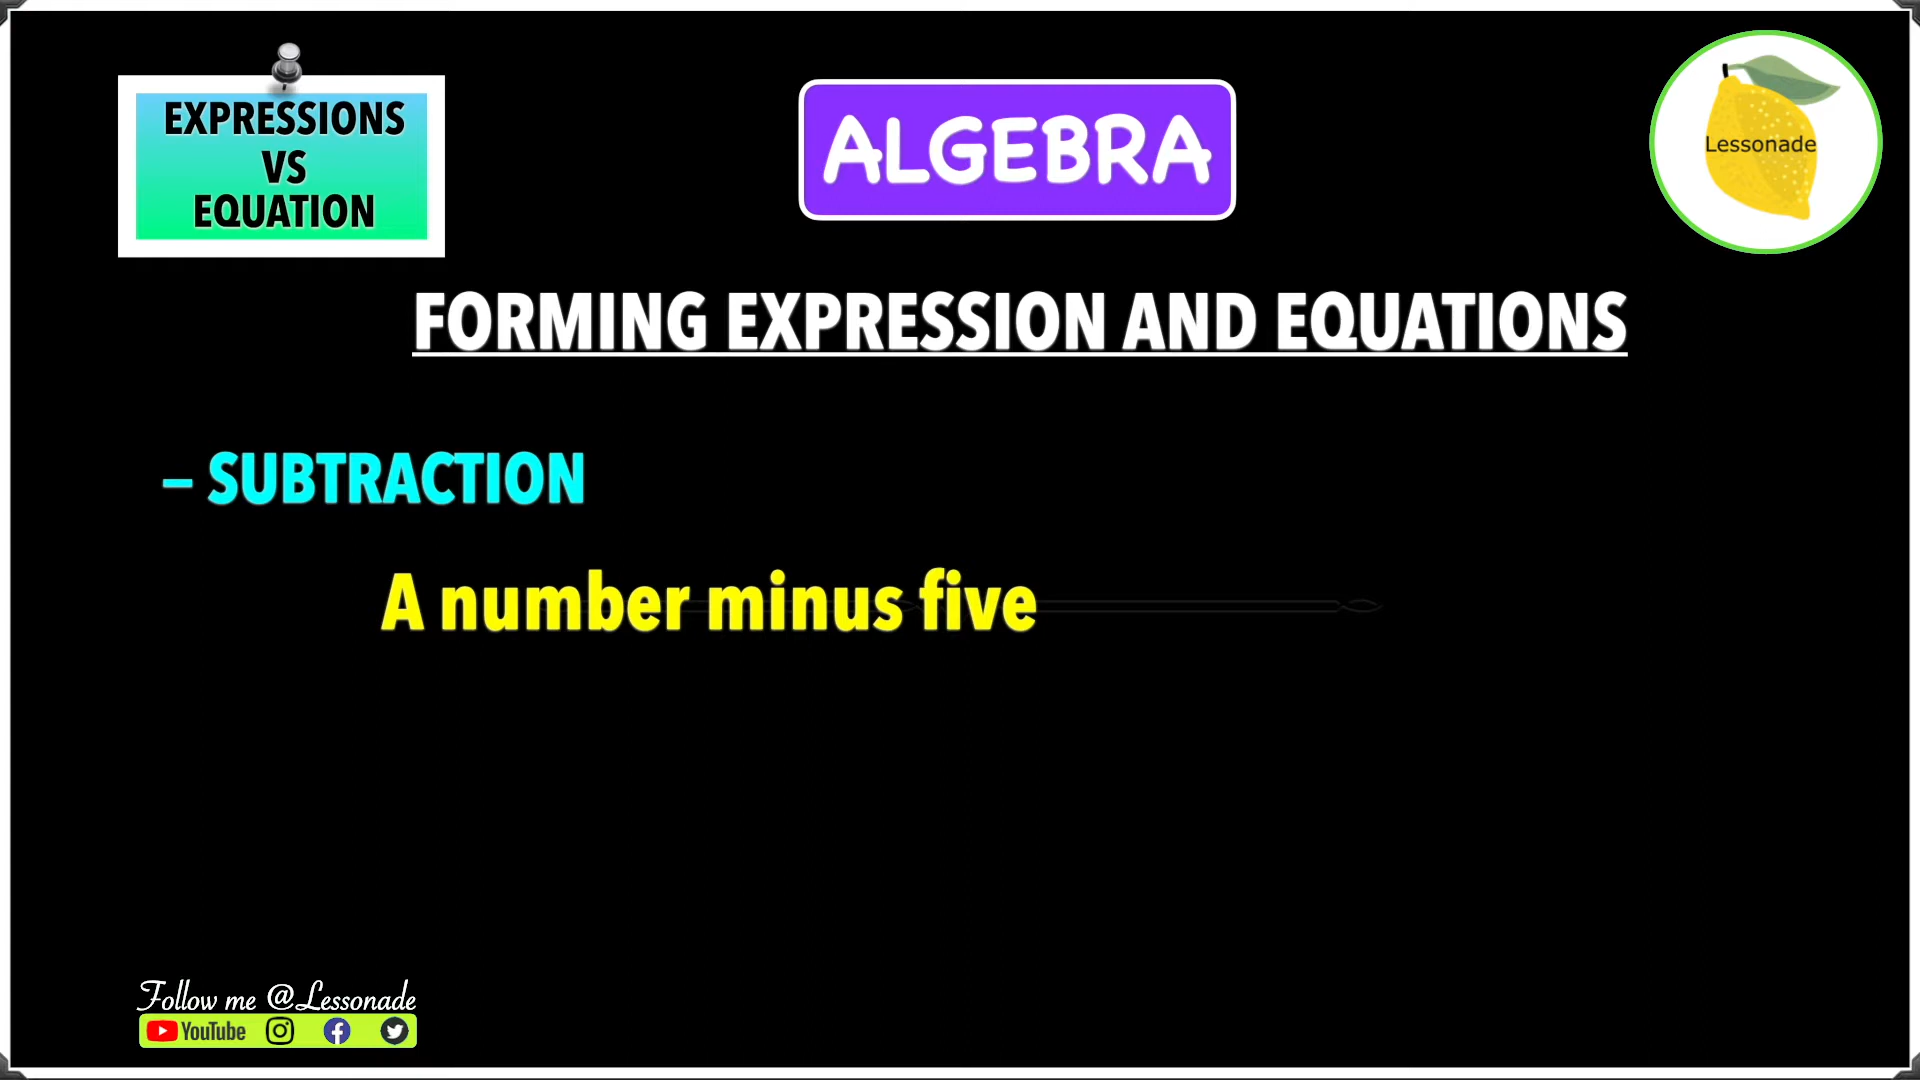 EXPRESSIONS
VS
EQUATION
ALGEBRA
Lessonade
FORMING EXPRESSION AND EQUATIONS
– SUBTRACTION
A number minus five
Follow me @Lessonade
YouTube